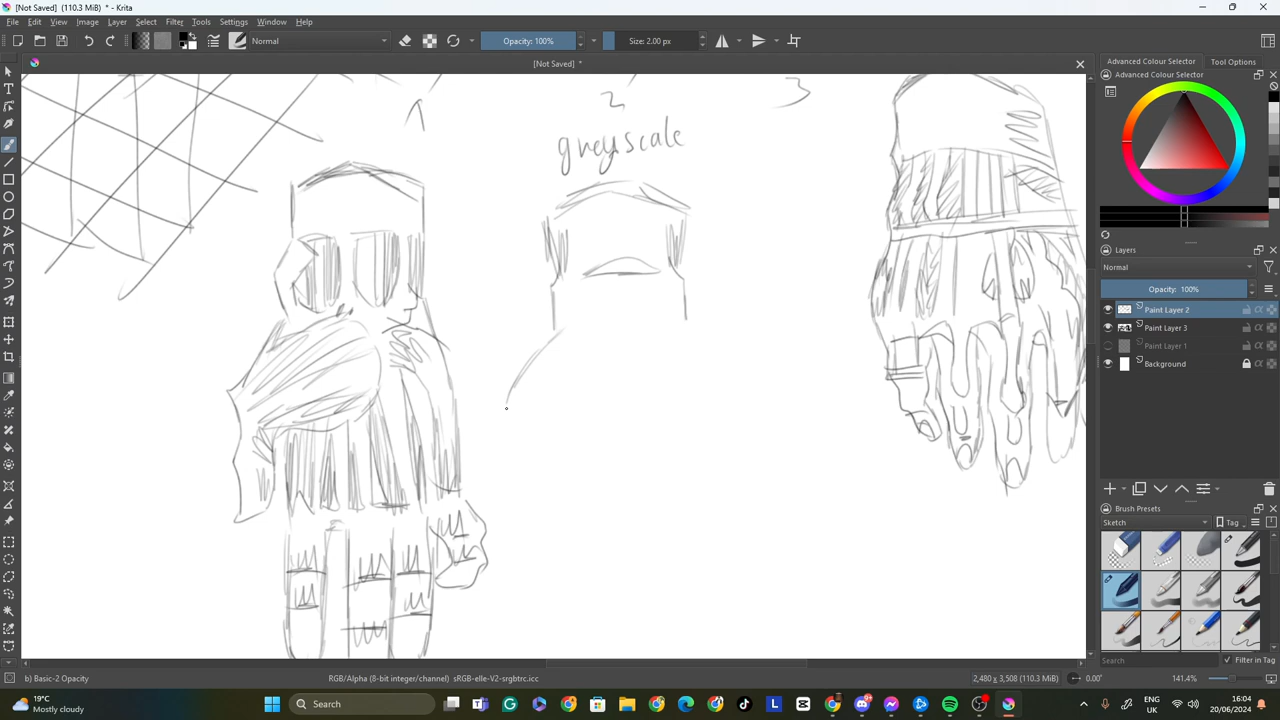 [Not Saved] (110.3 MiB) * - Krita
File Edit View Image Layer Select Filter Tools Settings Window Help
Normal Opacity: 100% Size: 2.00 px
[Not Saved] *
Advanced Colour Selector Tool Options
Advanced Colour Selector
1 2 3
greyscale
Layers
Normal
Opacity: 100%
Paint Layer 2
Paint Layer 3
Paint Layer 1
Background
Brush Presets
Sketch Tag
Search Filter in Tag
b) Basic-2 Opacity RGB/Alpha (8-bit integer/channel) sRGB-elle-V2-srgbtrc.icc 2,480 x 3,508 (110.3 MiB) 0.00° 141.4%
19°C
Mostly cloudy
Search
ENG
UK
16:04
20/06/2024